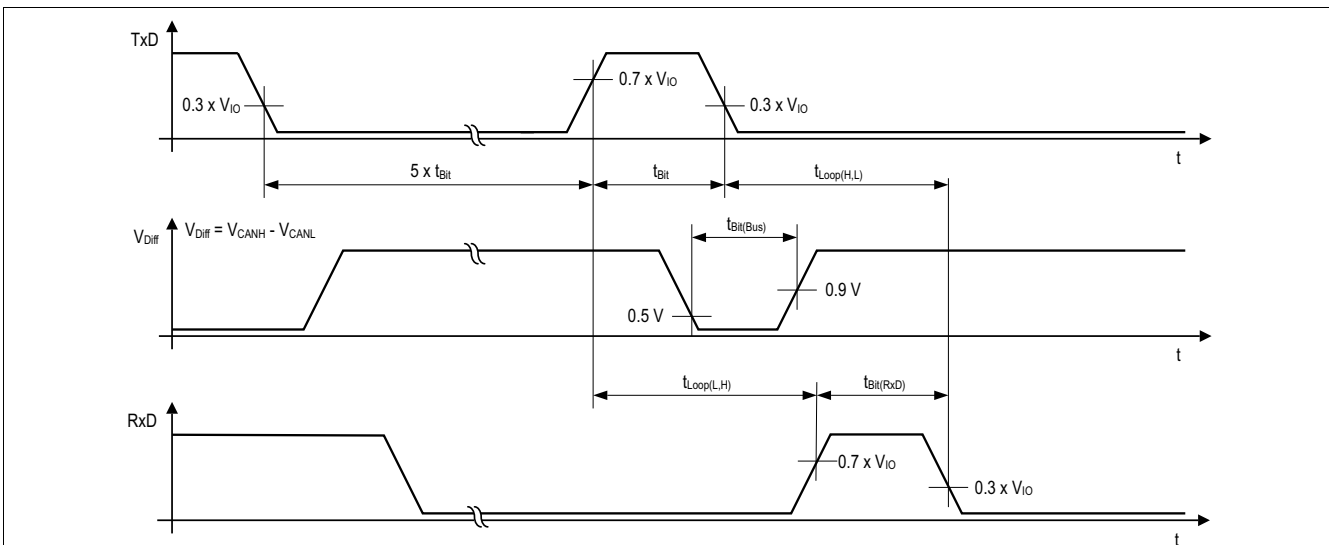 TxD
0.7 x VIO
0.3 x VIO
0.3 x VIO
t
5 x tBit
tBit
tLoop(H,L)
VDiff
VDiff = VCANH - VCANL
tBit(Bus)
0.9 V
0.5 V
t
tLoop(L,H)
tBit(RxD)
RxD
0.7 x VIO
0.3 x VIO
t